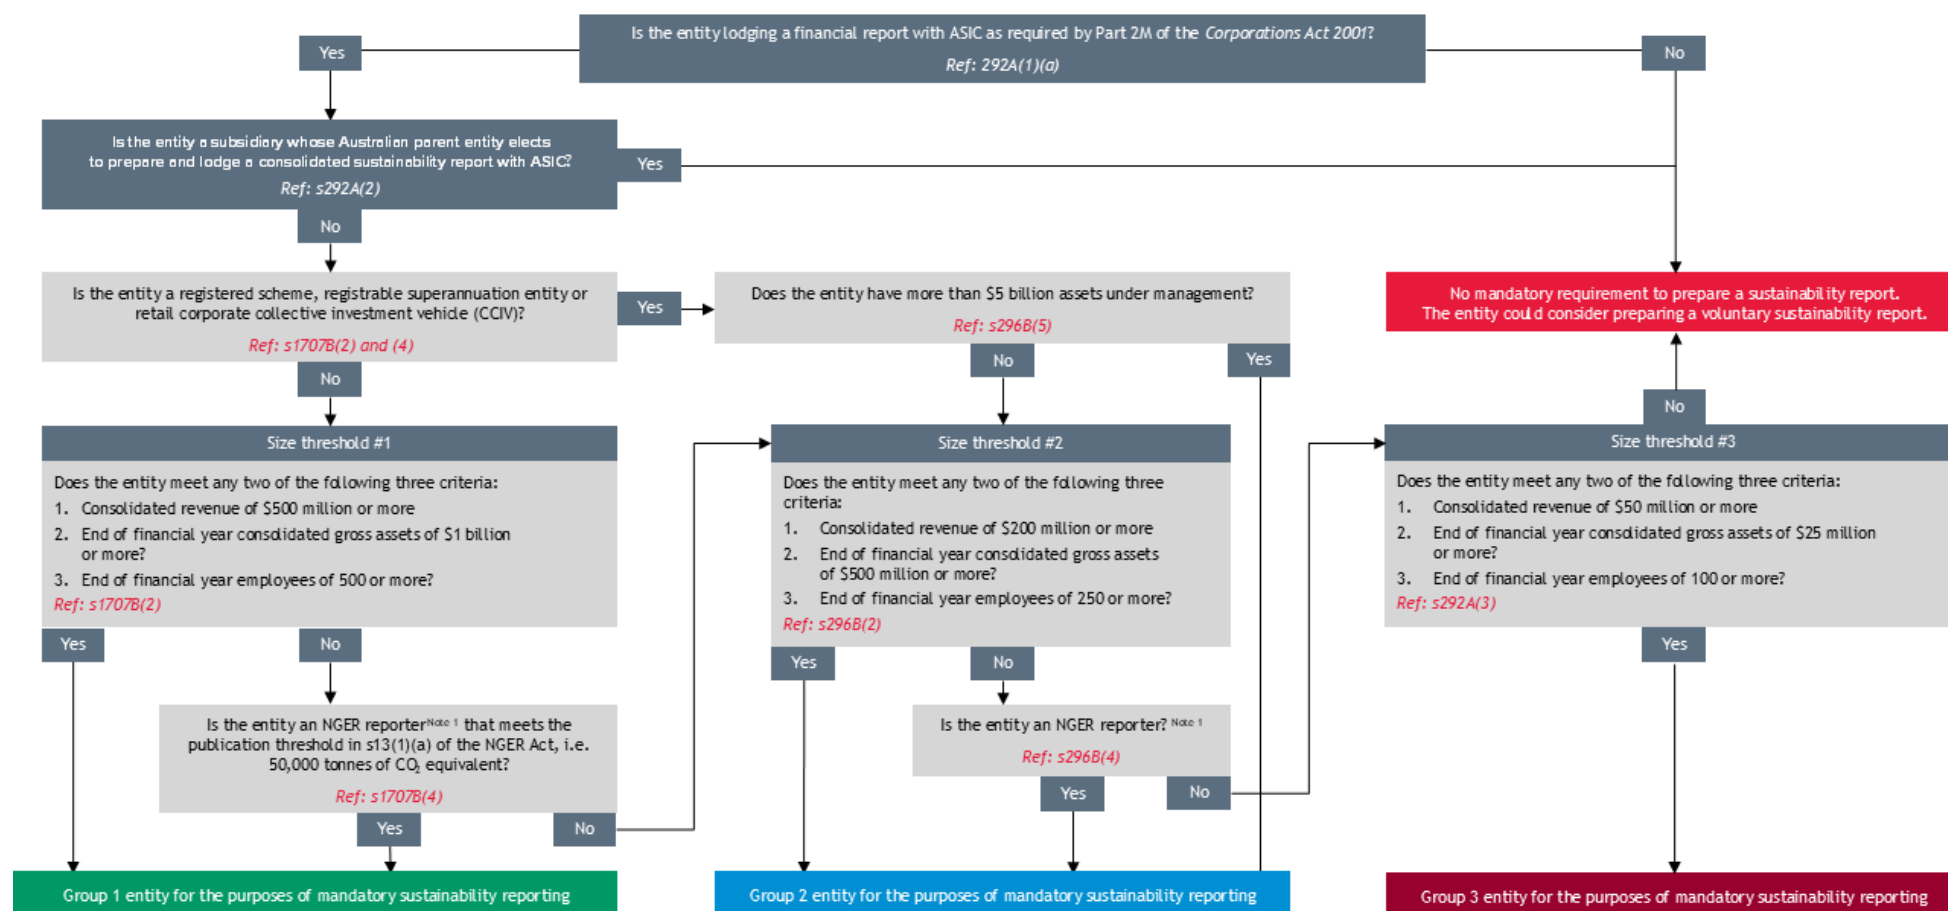 Is the entity lodging a financial report with ASIC as required by Part 2M of the Corporations Act 2001?
Ref: 292A(1)(a)
Yes
No
Is the entity a subsidiary whose Australian parent entity elects
to prepare and lodge a consolidated sustainability report with ASIC?
Ref: s292A(2)
Yes
No
Is the entity a registered scheme, registrable superannuation entity or
retail corporate collective investment vehicle (CCIV)?
Ref: s1707B(2) and (4)
Yes
No
Does the entity have more than $5 billion assets under management?
Ref: s296B(5)
No
Yes
No mandatory requirement to prepare a sustainability report.
The entity could consider preparing a voluntary sustainability report.
No
Size threshold #1
Does the entity meet any two of the following three criteria:
1. Consolidated revenue of $500 million or more
2. End of financial year consolidated gross assets of $1 billion
or more?
3. End of financial year employees of 500 or more?
Ref: s1707B(2)
Yes
No
Size threshold #2
Does the entity meet any two of the following three
criteria:
1. Consolidated revenue of $200 million or more
2. End of financial year consolidated gross assets
of $500 million or more?
3. End of financial year employees of 250 or more?
Ref: s296B(2)
Yes
No
Size threshold #3
Does the entity meet any two of the following three criteria:
1. Consolidated revenue of $50 million or more
2. End of financial year consolidated gross assets of $25 million
or more?
3. End of financial year employees of 100 or more?
Ref: s292A(3)
Yes
Is the entity an NGER reporter Note 1 that meets the
publication threshold in s13(1)(a) of the NGER Act, i.e.
50,000 tonnes of CO2 equivalent?
Ref: s1707B(4)
Yes
No
Is the entity an NGER reporter? Note 1
Ref: s296B(4)
Yes
No
Group 1 entity for the purposes of mandatory sustainability reporting
Group 2 entity for the purposes of mandatory sustainability reporting
Group 3 entity for the purposes of mandatory sustainability reporting